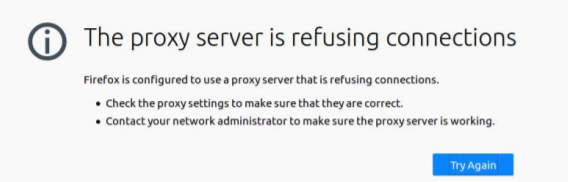 The proxy server is refusing connections
Firefox is configured to use a proxy server that is refusing connections.
• Check the proxy settings to make sure that they are correct.
• Contact your network administrator to make sure the proxy server is working.
Try Again